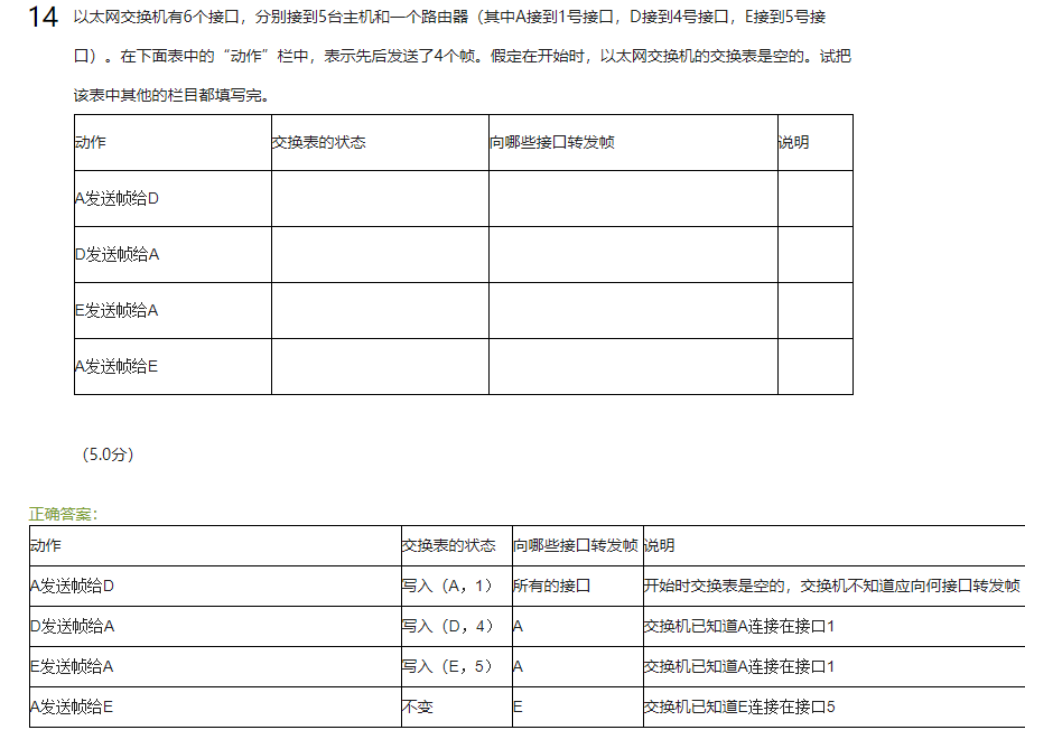 14 以太网交换机有6个接口，分别接到5台主机和一个路由器（其中A接到1号接口，D接到4号接口，E接到5号接
口）。在下面表中的“动作”栏中，表示先后发送了4个帧。假定在开始时，以太网交换机的交换表是空的。试把
该表中其他的栏目都填写完。
动作 交换表的状态 向哪些接口转发帧 说明
A发送帧给D
D发送帧给A
E发送帧给A
A发送帧给E
（5.0分）
正确答案：
动作 交换表的状态 向哪些接口转发帧 说明
A发送帧给D 写入（A，1） 所有的接口 开始时交换表是空的，交换机不知道应向何接口转发帧
D发送帧给A 写入（D，4） A 交换机已知道A连接在接口1
E发送帧给A 写入（E，5） A 交换机已知道A连接在接口1
A发送帧给E 不变 E 交换机已知道E连接在接口5